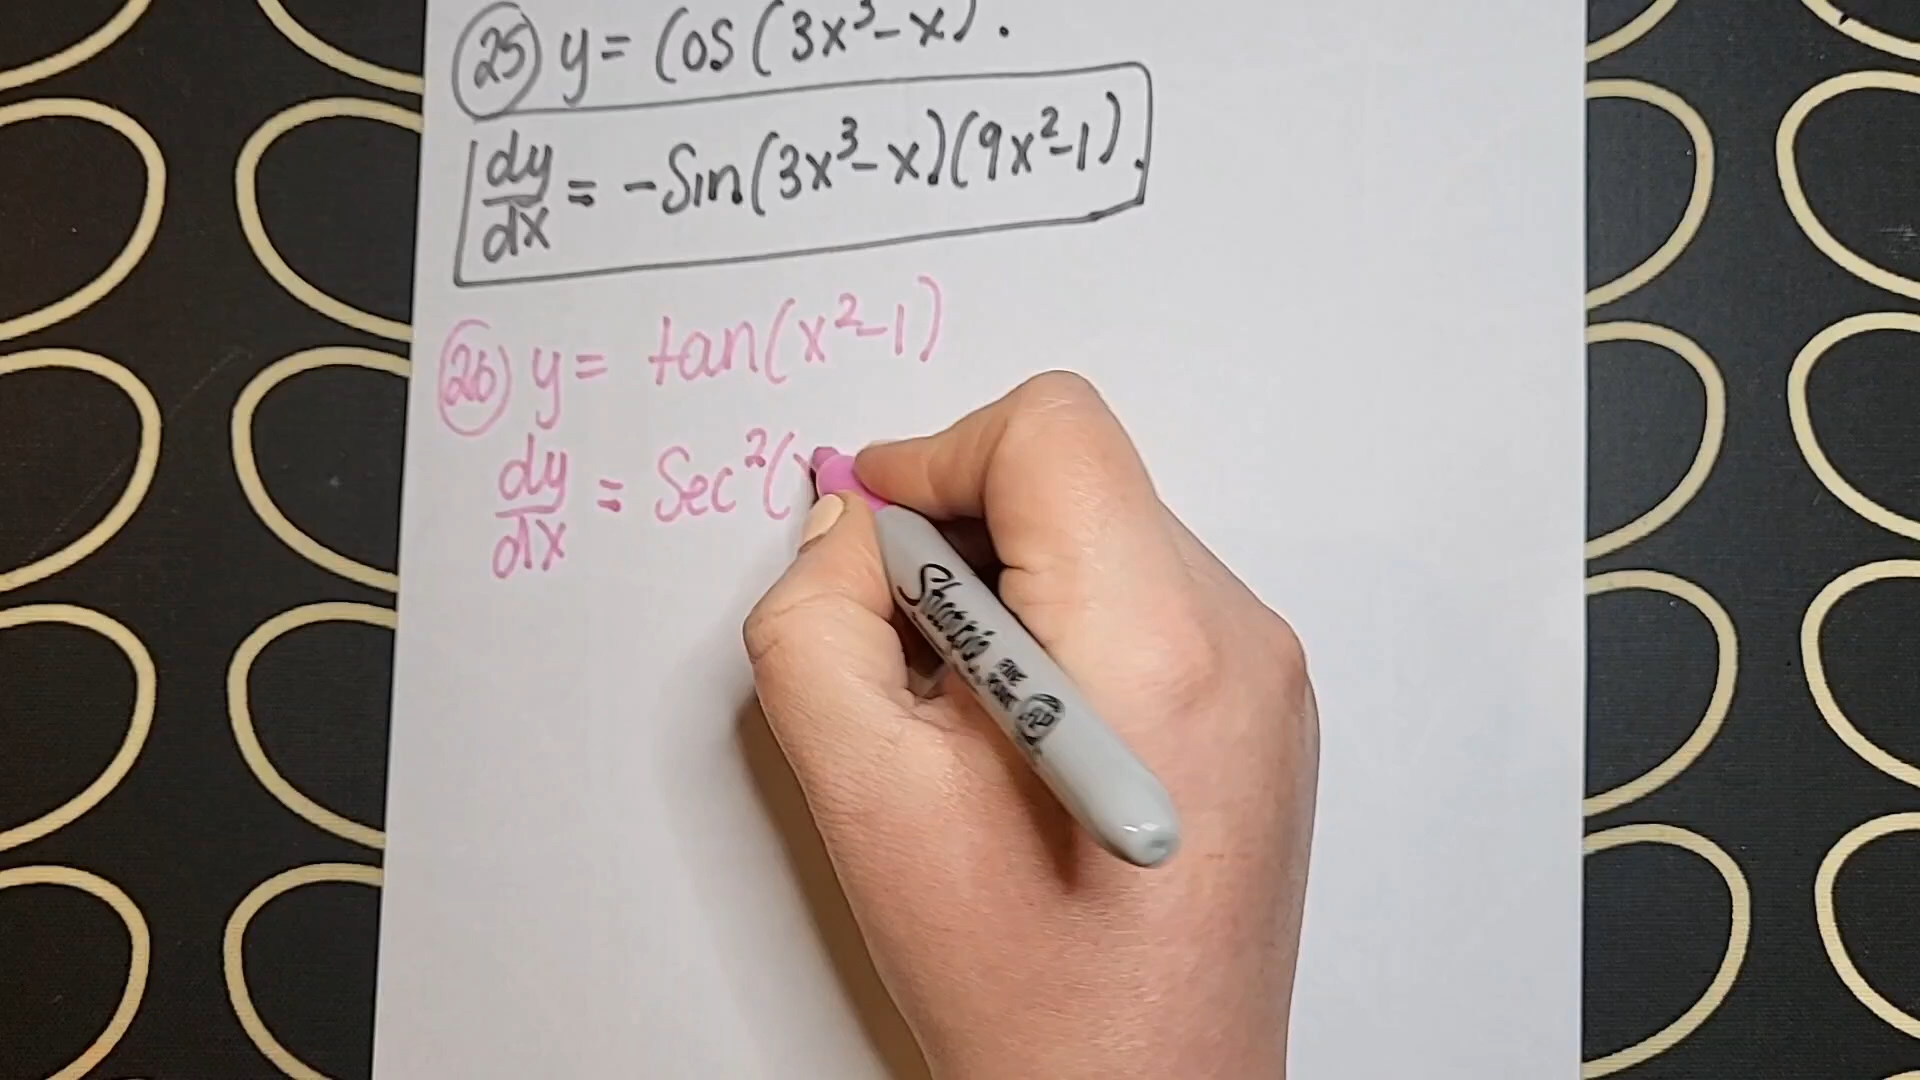 25 y = Cos(3x³-x).
dy/dx = -Sin(3x³-x)(9x²-1).
26 y = tan(x²-1)
dy/dx = Sec²(x
Sharpie
FINE
POINT
AP